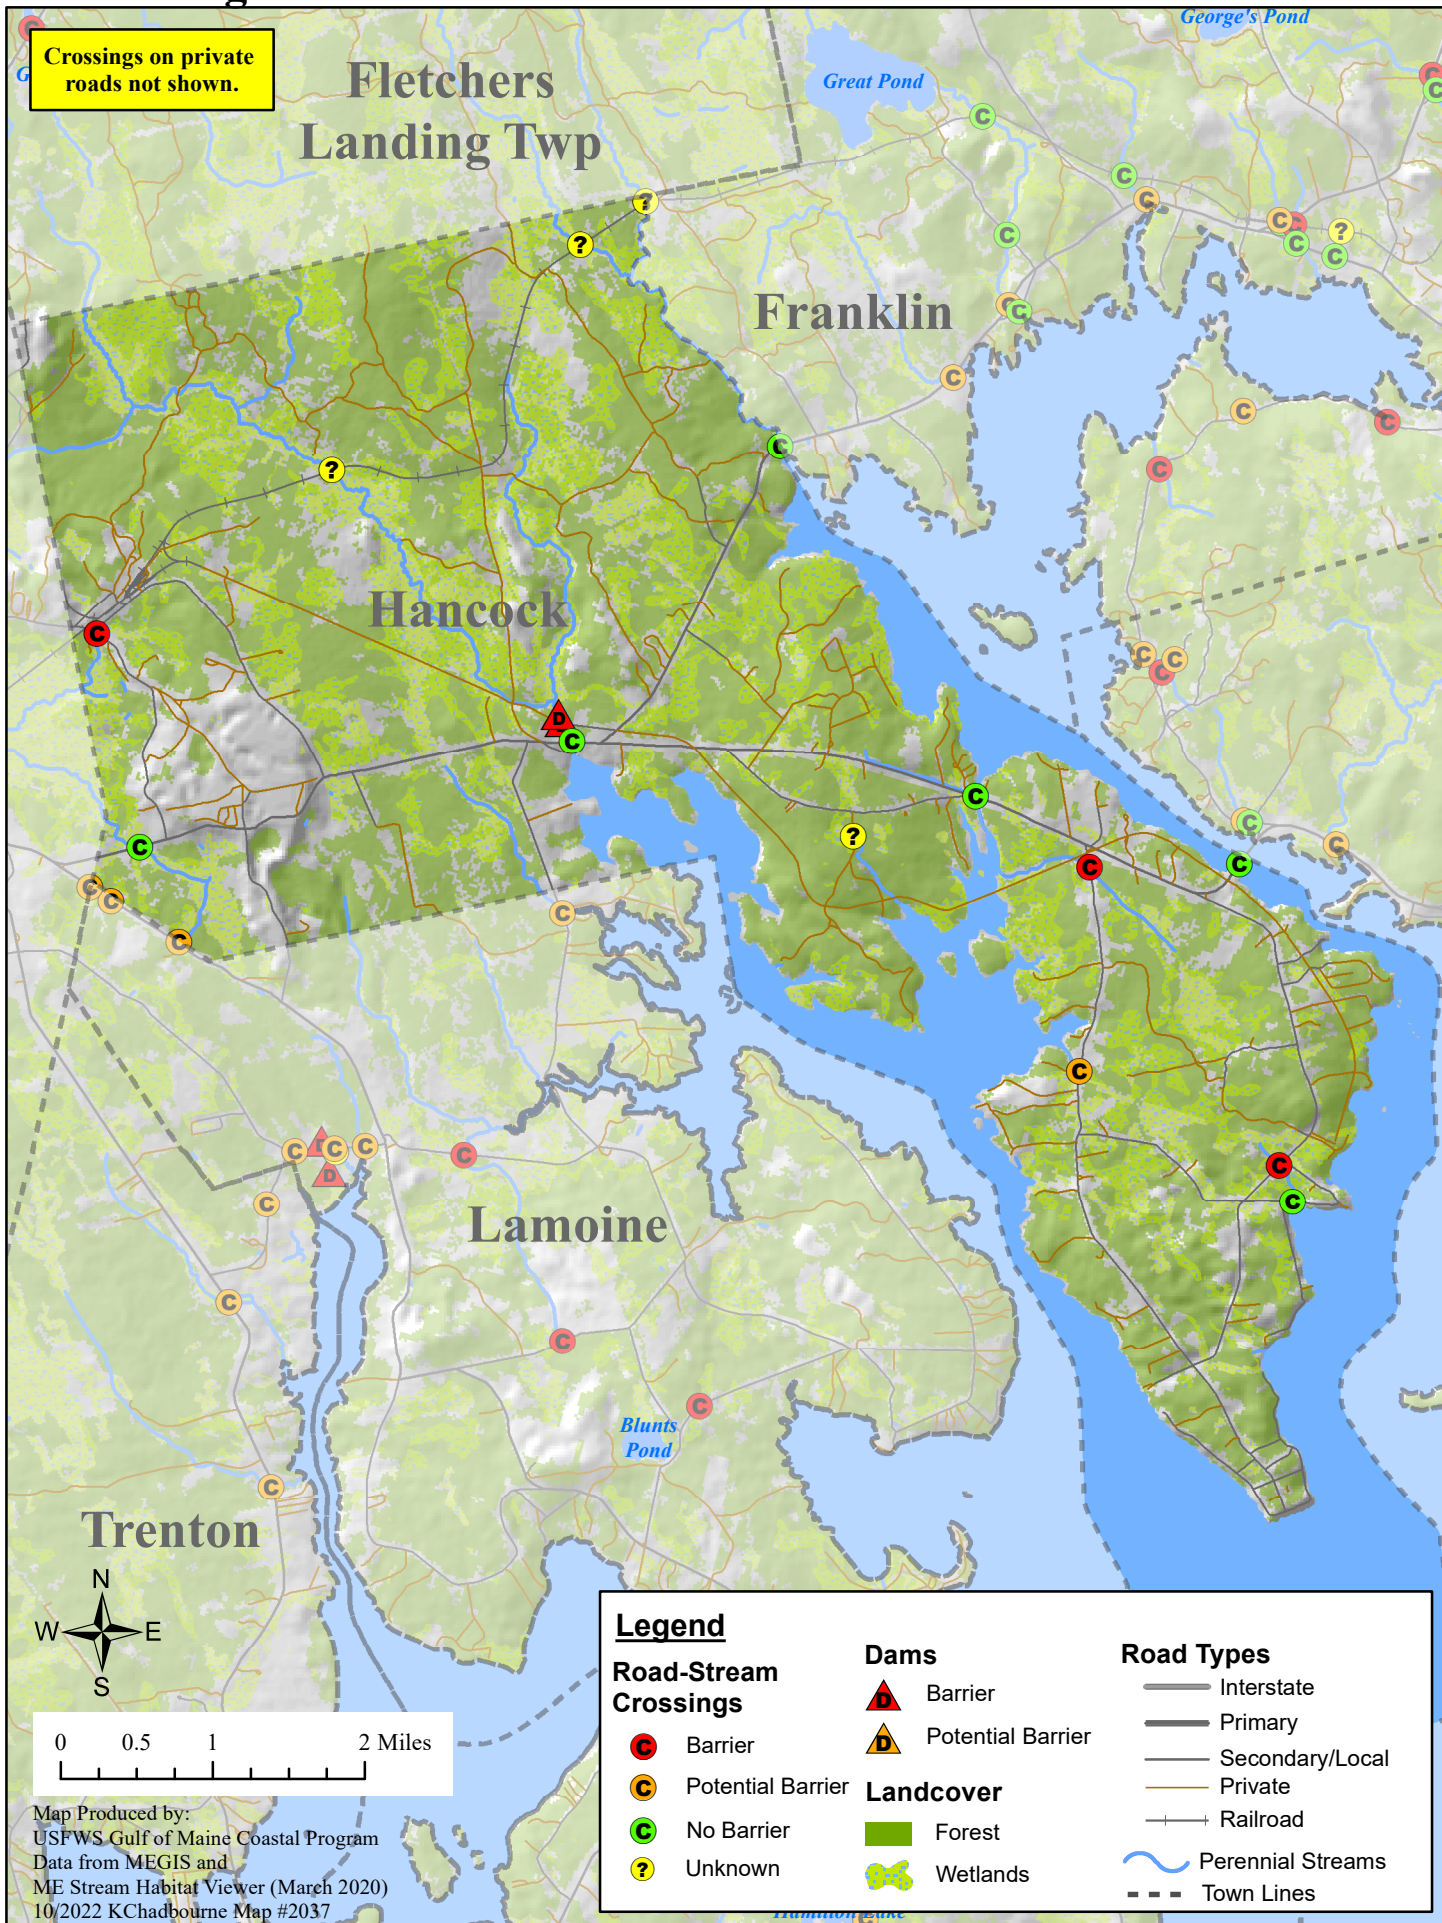 George's Pond
Crossings on private
roads not shown.
Fletchers
Landing Twp
Great Pond
Franklin
Hancock
Lamoine
Blunts
Pond
Trenton
N
W E
S
0 0.5 1 2 Miles
Map Produced by:
USFWS Gulf of Maine Coastal Program
Data from MEGIS and
ME Stream Habitat Viewer (March 2020)
10/2022 KChadbourne Map #2037
Legend
Road-Stream
Crossings
C Barrier
C Potential Barrier
C No Barrier
? Unknown
Dams
D Barrier
D Potential Barrier
Landcover
Forest
Wetlands
Road Types
Interstate
Primary
Secondary/Local
Private
Railroad
Perennial Streams
Town Lines